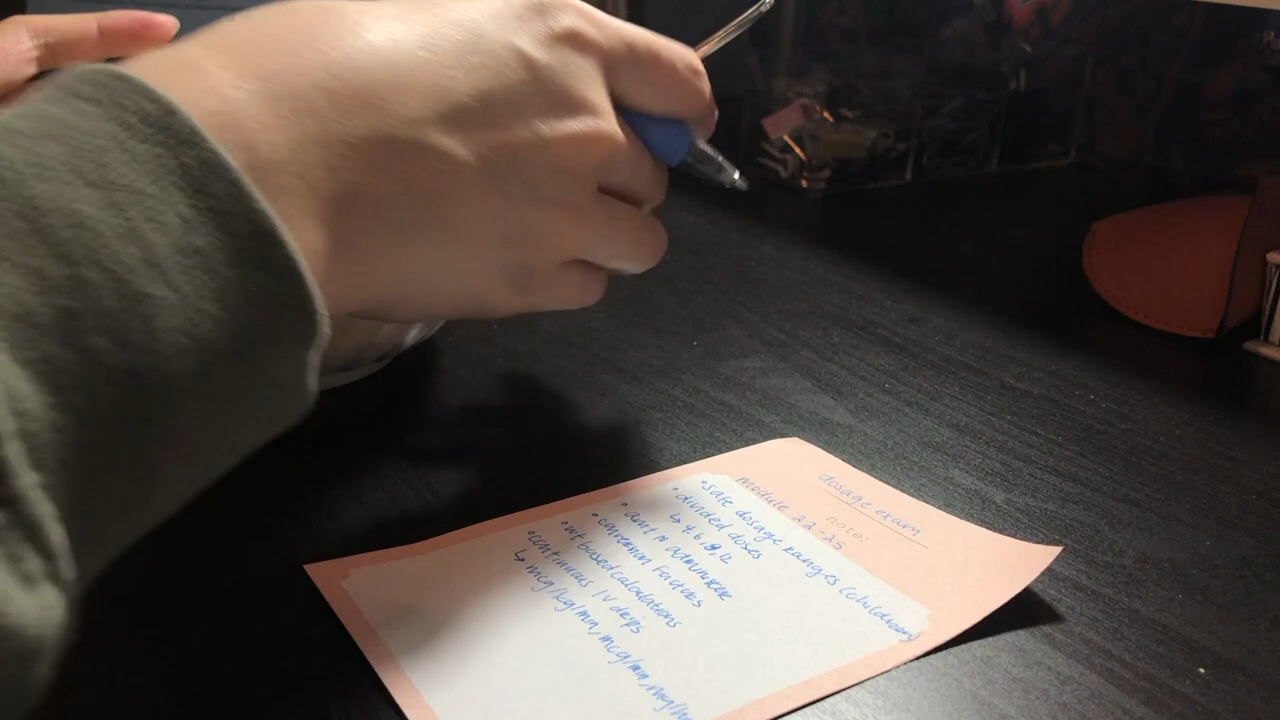 dosage exam
note:
module 22-25
• safe dosage ranges (children)
• divided doses
↳ 4, 6, 8, 12
• amt to administer
• conversion factors
• wt based calculations
• continuous IV drips
↳ mcg/kg/min, mcg/min, mcg/hr